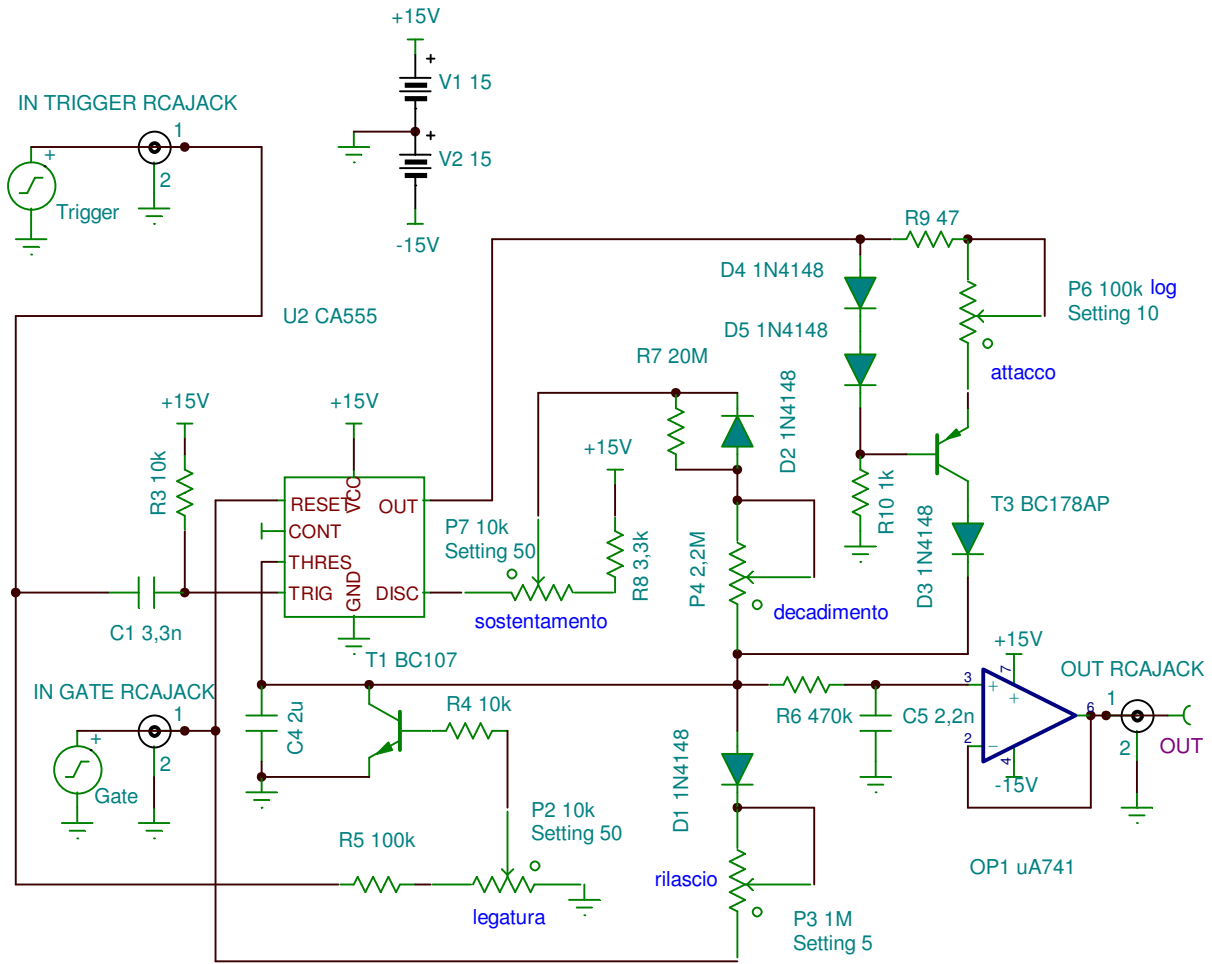 +15V
V1 15
+
+
V2 15
-15V
IN TRIGGER RCAJACK
1
2
+
Trigger
R9 47
D4 1N4148
P6 100k log
Setting 10
U2 CA555
D5 1N4148
R7 20M
attacco
D2 1N4148
+15V
+15V
+15V
R3 10k
RESET
VCC
OUT
CONT
THRES
TRIG
GND
DISC
P7 10k
Setting 50
R8 3,3k
P4 2,2M
R10 1k
T3 BC178AP
D3 1N4148
C1 3,3n
sostentamento
decadimento
T1 BC107
+15V
OUT RCAJACK
IN GATE RCAJACK
1
2
+
Gate
C4 2u
R4 10k
R6 470k
C5 2,2n
3
2
7
4
6
+
+
-
-15V
1
2
OUT
D1 1N4148
P2 10k
Setting 50
R5 100k
OP1 uA741
rilascio
legatura
P3 1M
Setting 5